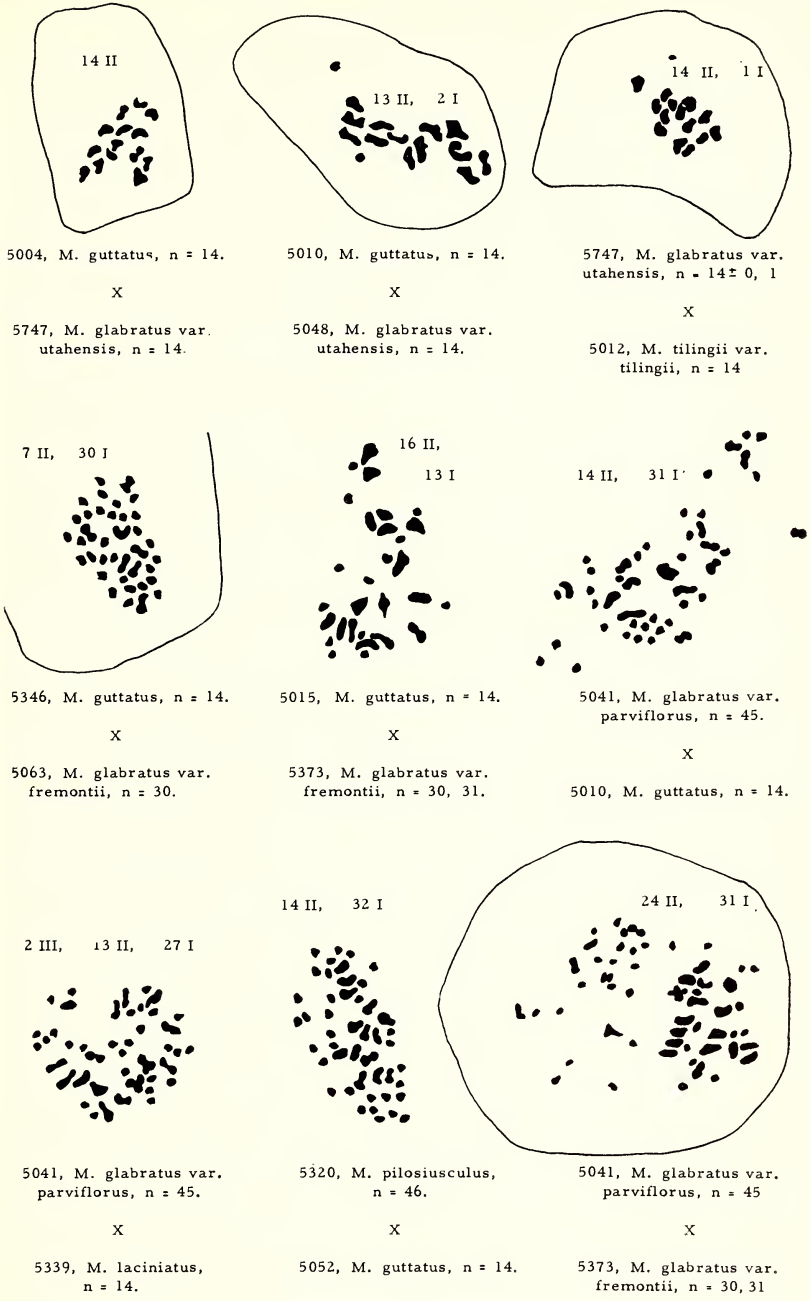 14 II
5004, M. guttatus, n = 14.
X
5747, M. glabratus var.
utahensis, n = 14.
13 II, 2 I
5010, M. guttatus, n = 14.
X
5048, M. glabratus var.
utahensis, n = 14.
14 II, 1 I
5747, M. glabratus var.
utahensis, n = 14± 0, 1
X
5012, M. tilingii var.
tilingii, n = 14
7 II, 30 I
5346, M. guttatus, n = 14.
X
5063, M. glabratus var.
fremontii, n = 30.
16 II,
13 I
5015, M. guttatus, n = 14.
X
5373, M. glabratus var.
fremontii, n = 30, 31.
14 II, 31 I
5041, M. glabratus var.
parviflorus, n = 45.
X
5010, M. guttatus, n = 14.
2 III, 13 II, 27 I
5041, M. glabratus var.
parviflorus, n = 45.
X
5339, M. laciniatus,
n = 14.
14 II, 32 I
5320, M. pilosiusculus,
n = 46.
X
5052, M. guttatus, n = 14.
24 II, 31 I
5041, M. glabratus var.
parviflorus, n = 45
X
5373, M. glabratus var.
fremontii, n = 30, 31